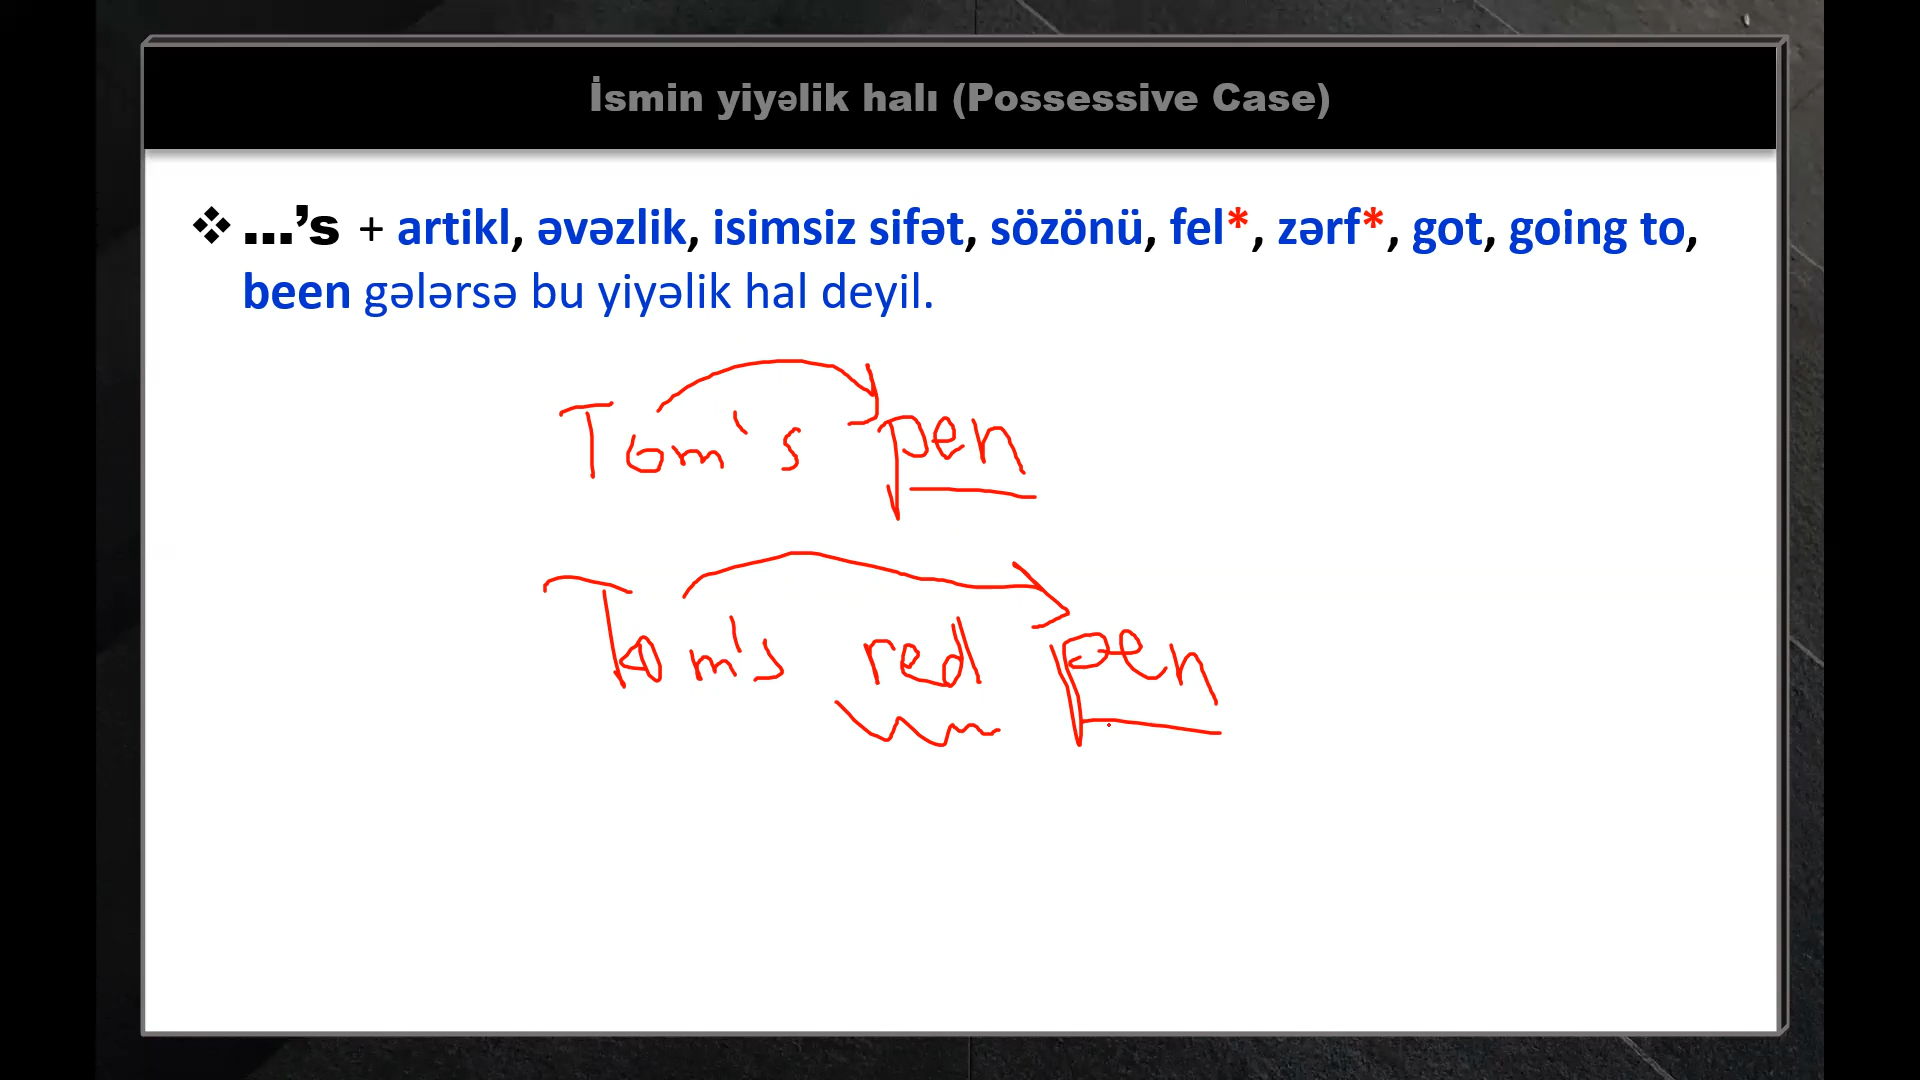 İsmin yiyəlik halı (Possessive Case)
❖ ...’s + artikl, əvəzlik, isimsiz sifət, sözönü, fel*, zərf*, got, going to,
been gələrsə bu yiyəlik hal deyil.
Tom's pen
Tom's red pen